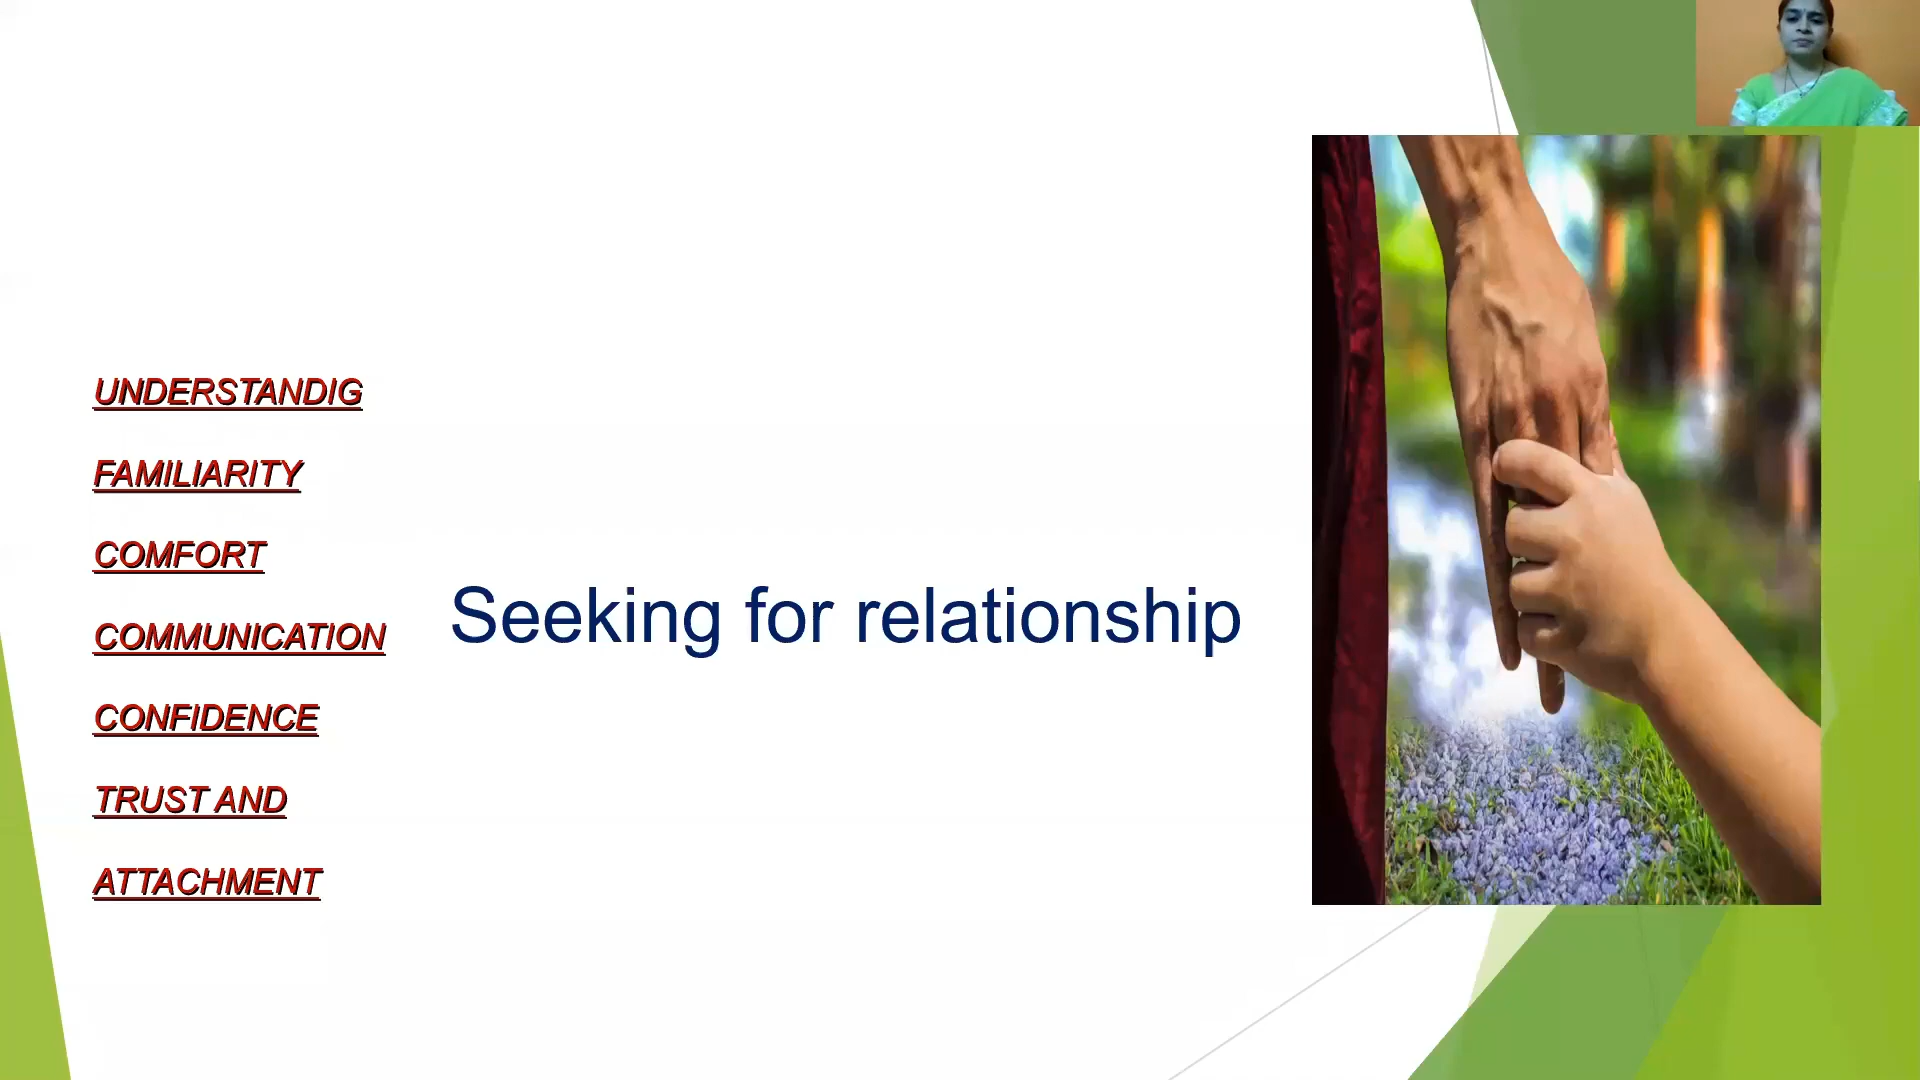 UNDERSTANDIG
FAMILIARITY
COMFORT
COMMUNICATION
CONFIDENCE
TRUST AND
ATTACHMENT
Seeking for relationship